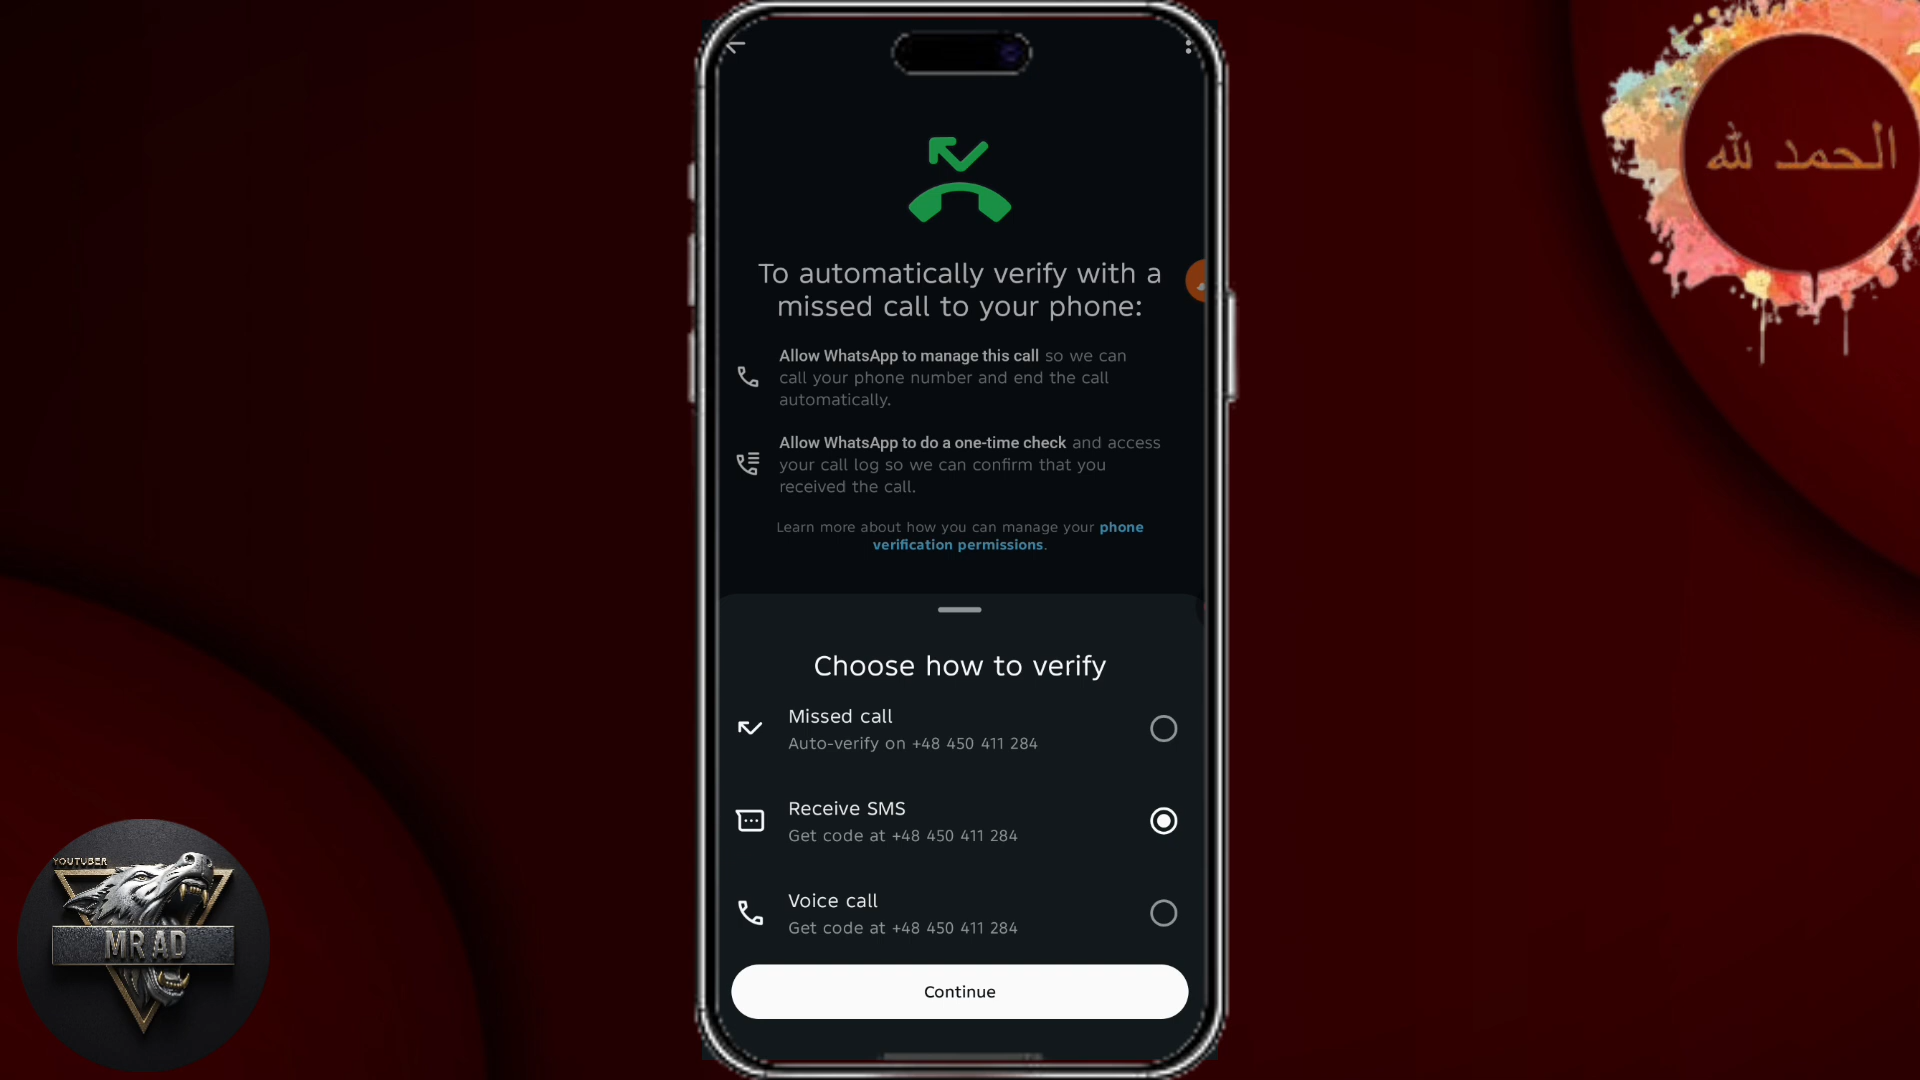 الحمد لله
To automatically verify with a
missed call to your phone:
Allow WhatsApp to manage this call so we can
call your phone number and end the call
automatically.
Allow WhatsApp to do a one-time check and access
your call log so we can confirm that you
received the call.
Learn more about how you can manage your phone
verification permissions.
Choose how to verify
Missed call
Auto-verify on +48 450 411 284
Receive SMS
Get code at +48 450 411 284
Voice call
Get code at +48 450 411 284
Continue
YOUTUBER
MR AD